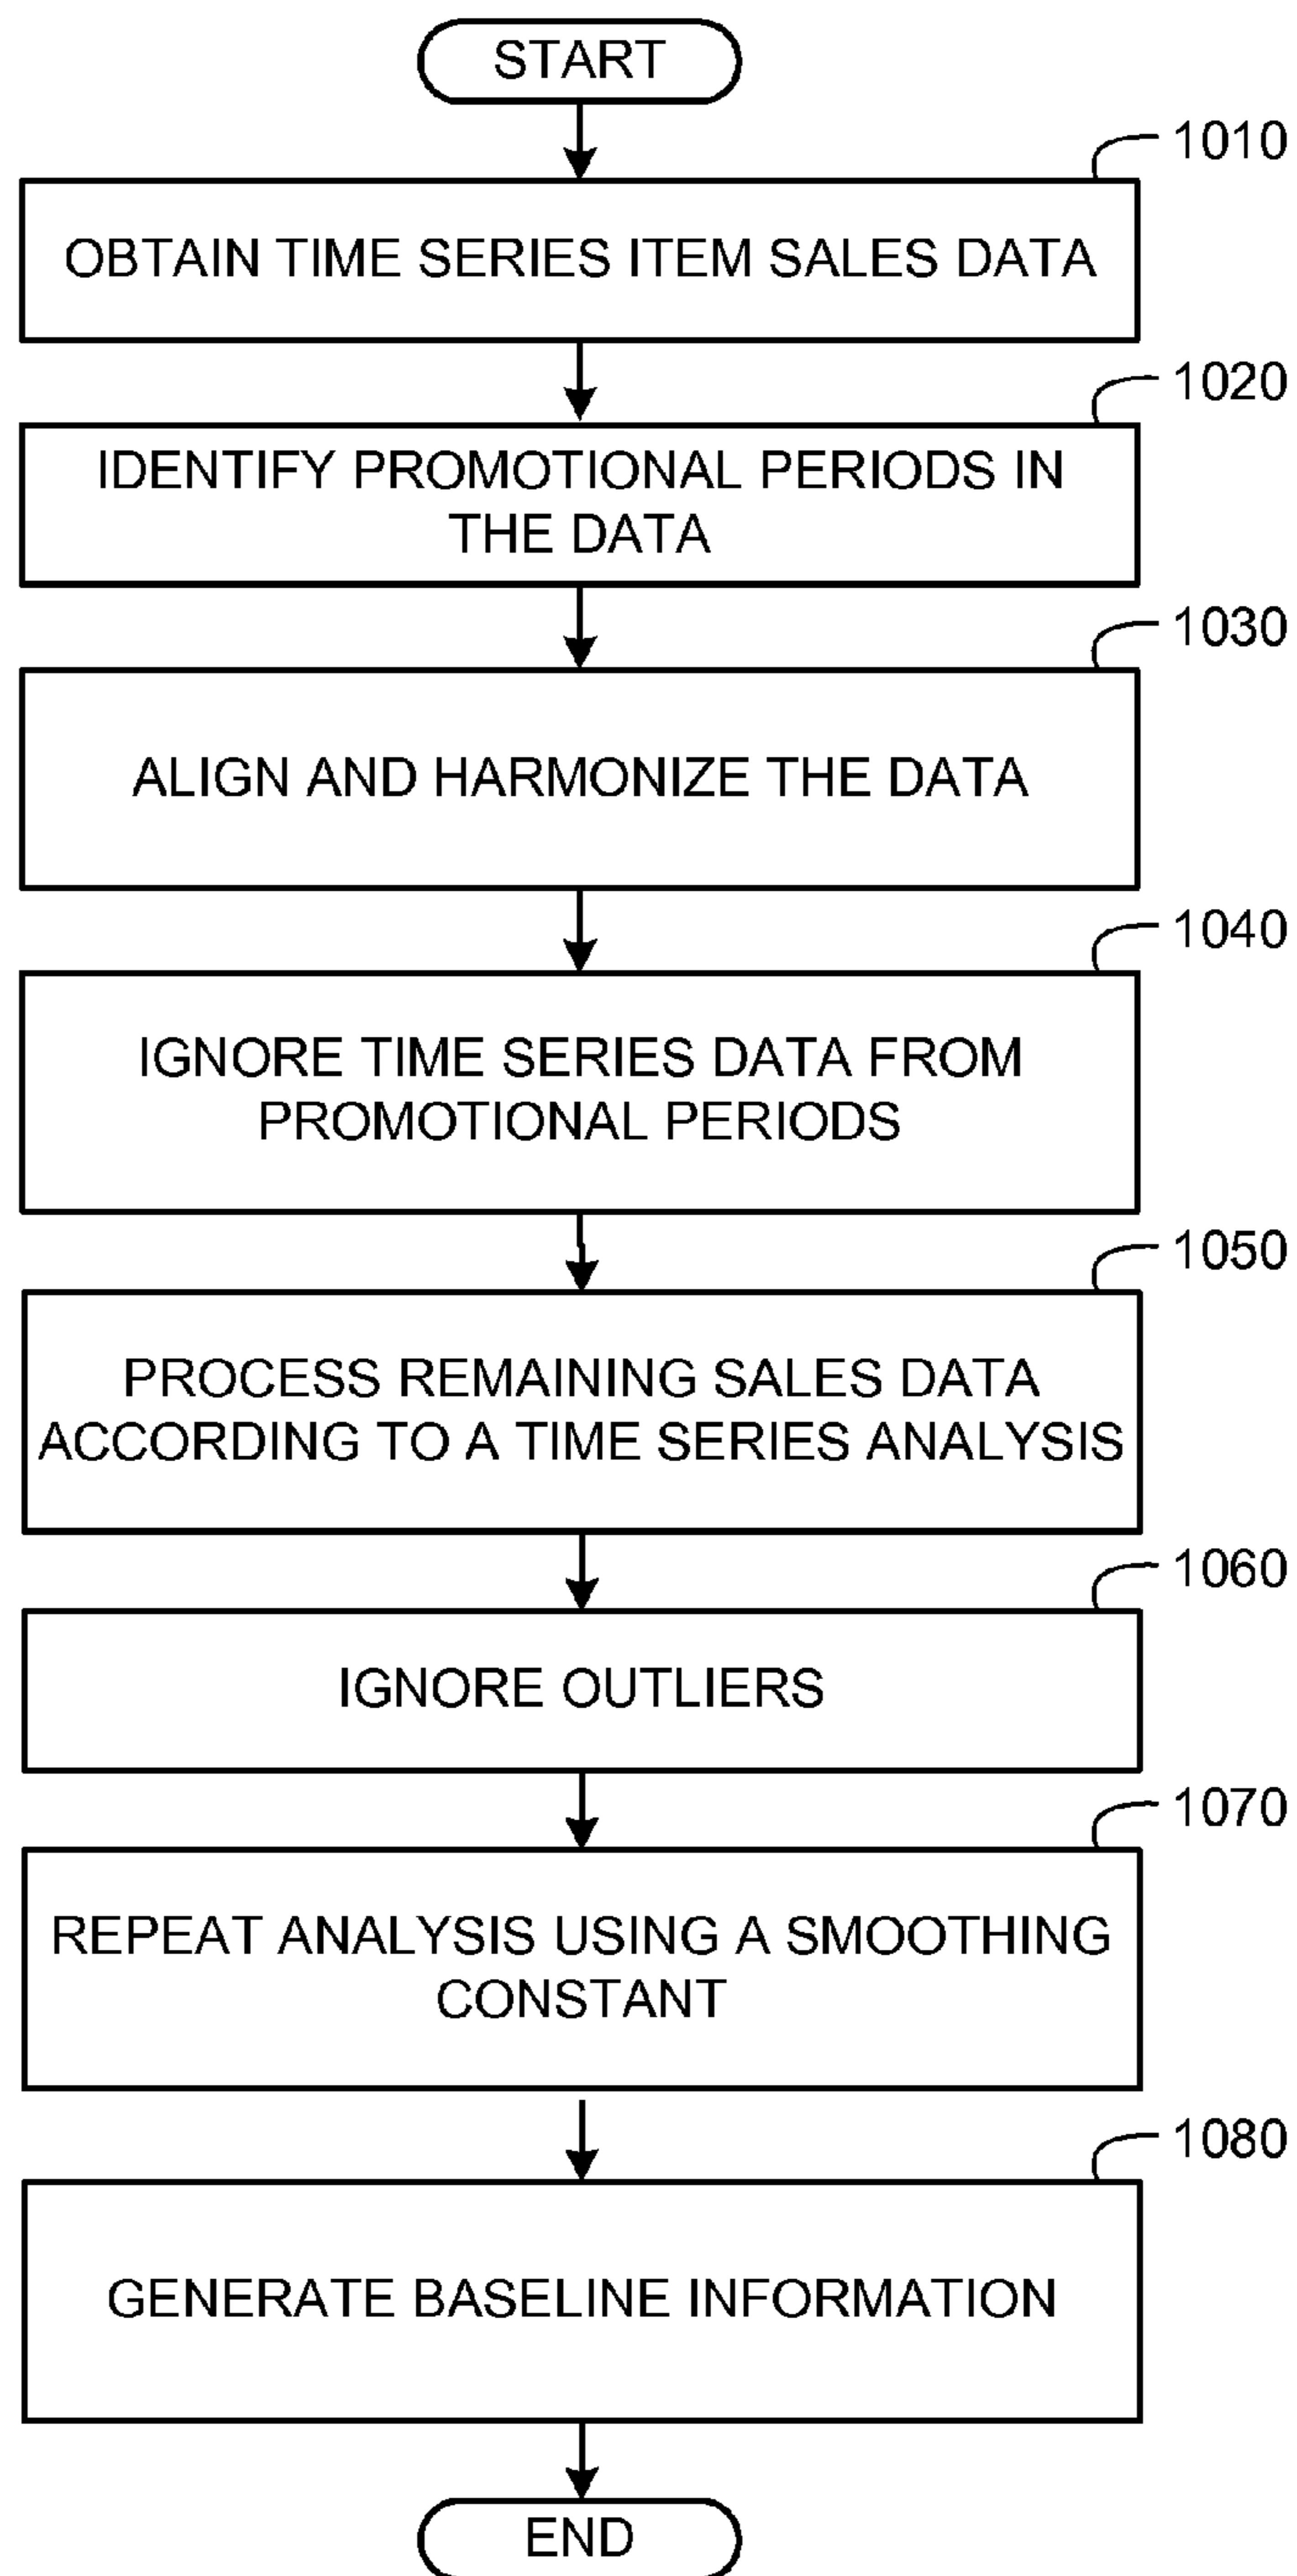 START
1010
OBTAIN TIME SERIES ITEM SALES DATA
1020
IDENTIFY PROMOTIONAL PERIODS IN
THE DATA
1030
ALIGN AND HARMONIZE THE DATA
1040
IGNORE TIME SERIES DATA FROM
PROMOTIONAL PERIODS
1050
PROCESS REMAINING SALES DATA
ACCORDING TO A TIME SERIES ANALYSIS
1060
IGNORE OUTLIERS
1070
REPEAT ANALYSIS USING A SMOOTHING
CONSTANT
1080
GENERATE BASELINE INFORMATION
END